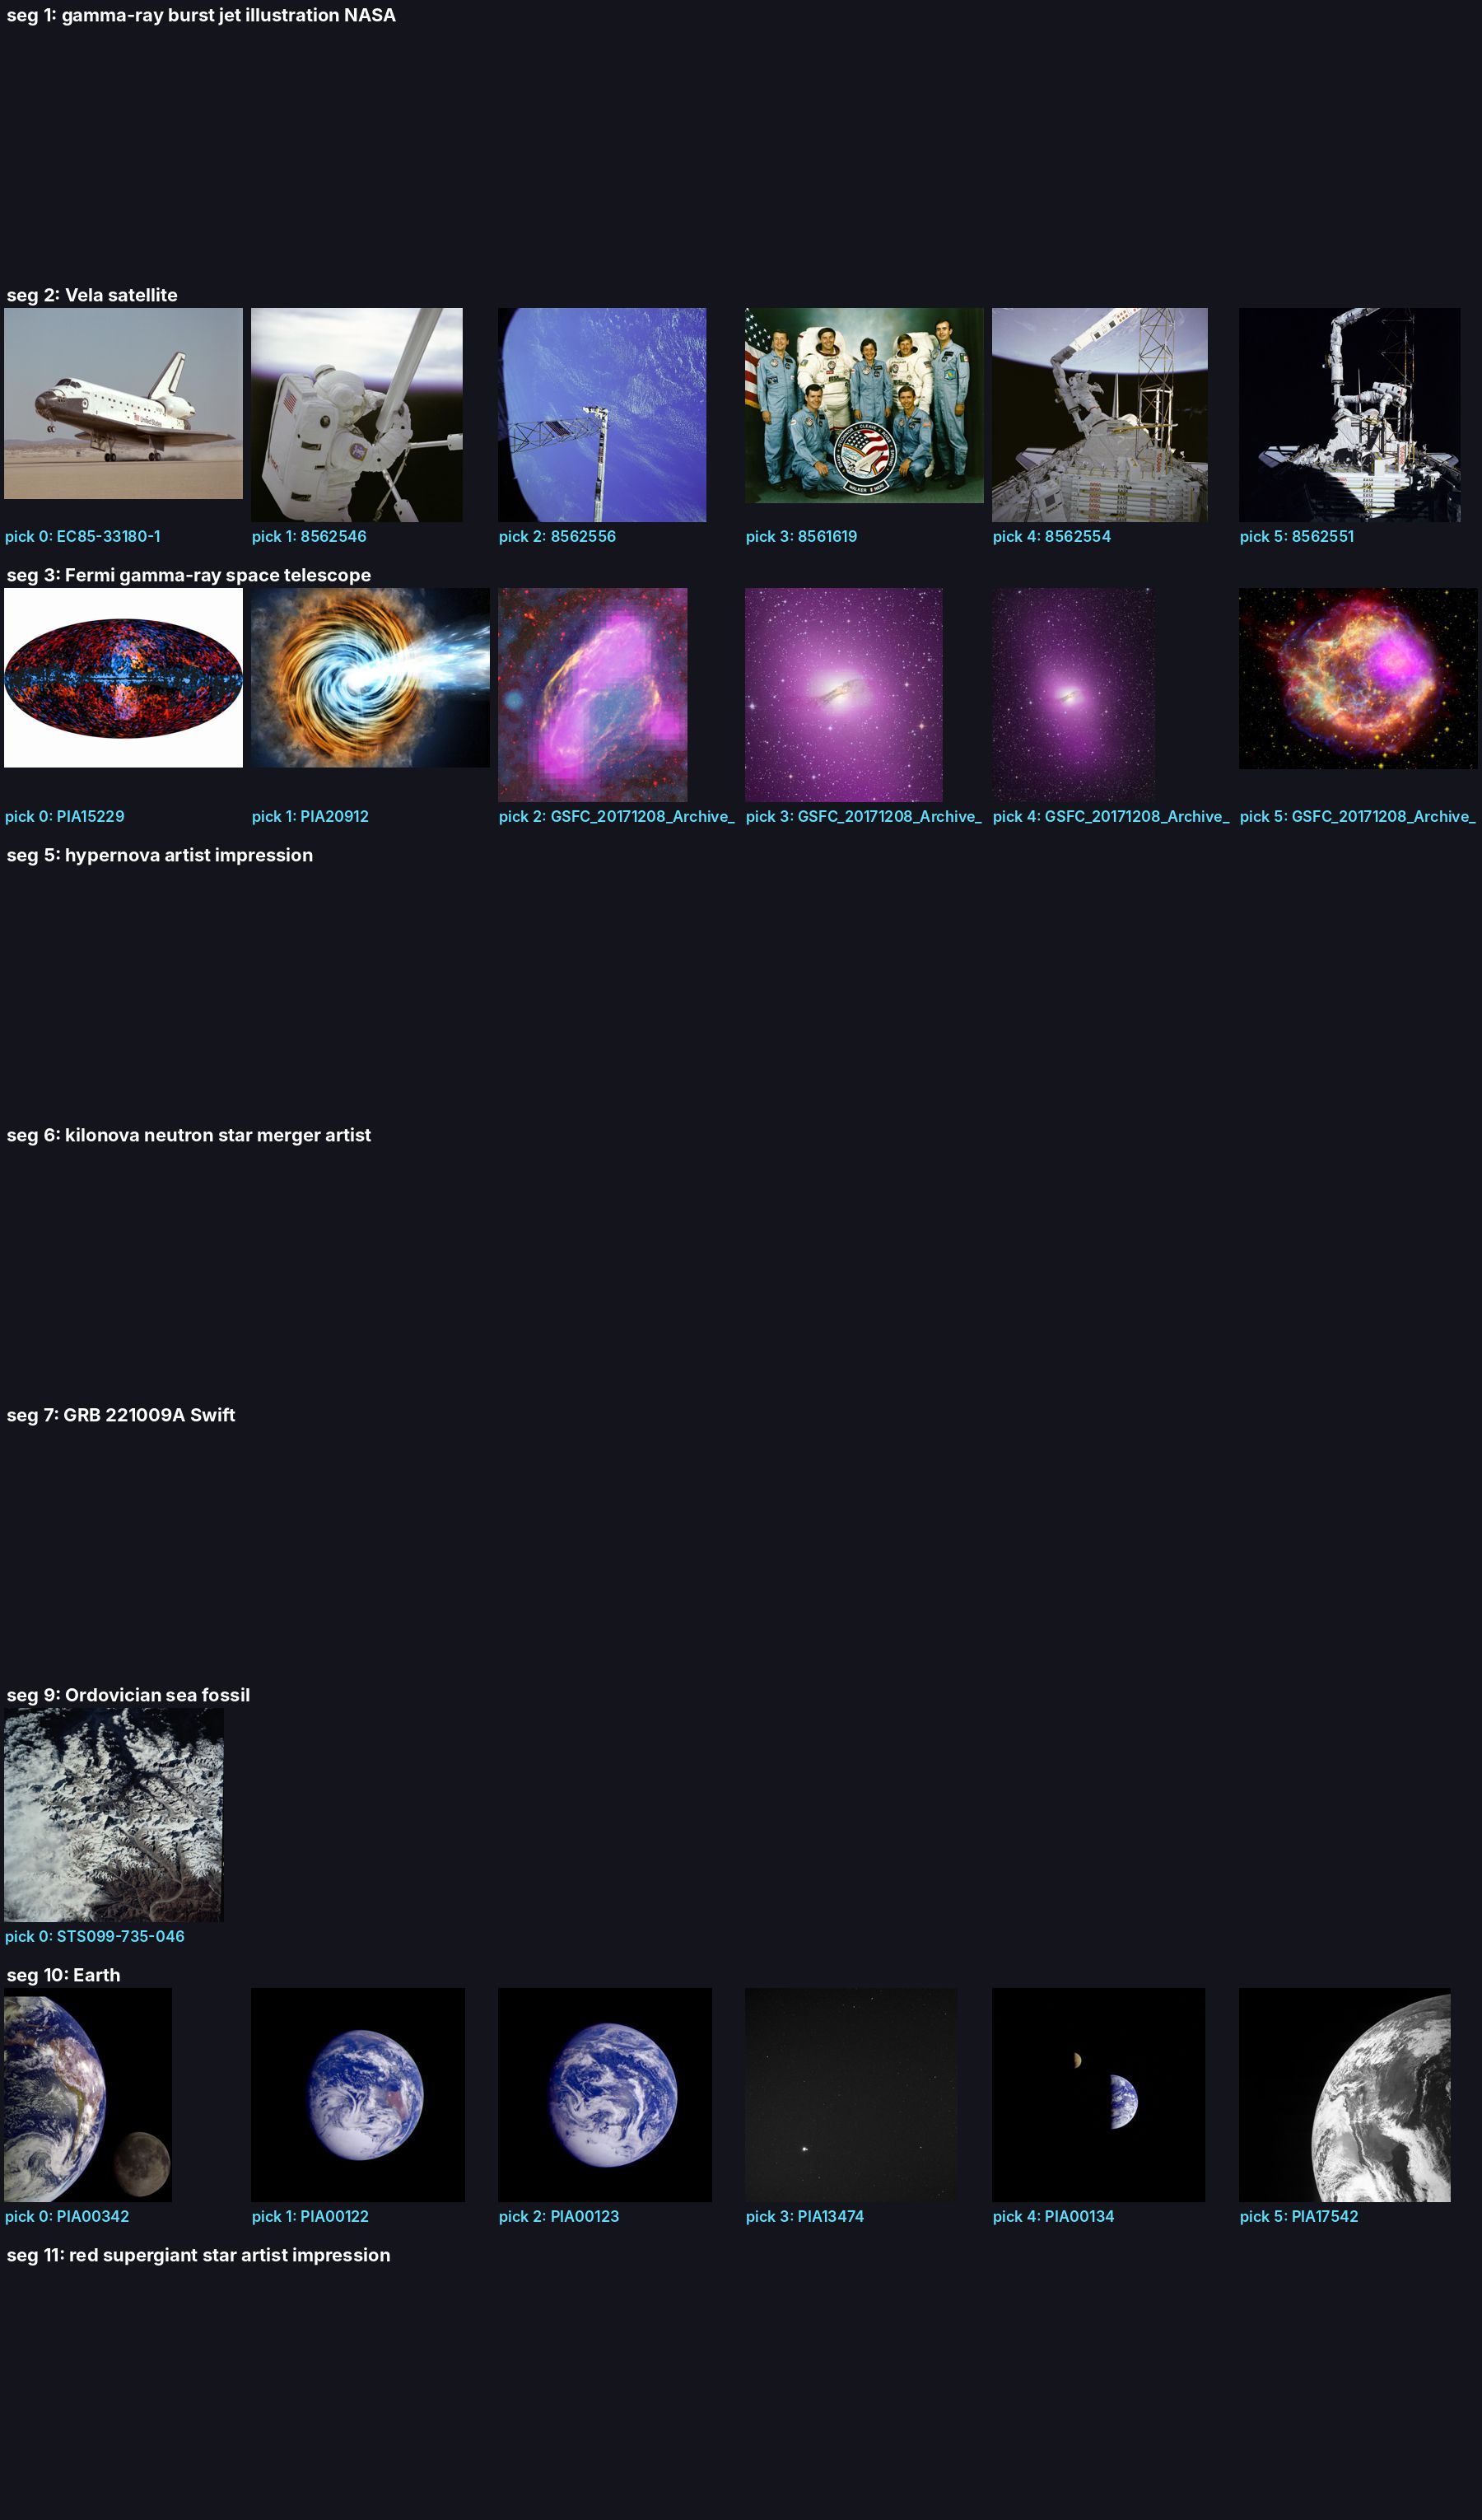 seg 1: gamma-ray burst jet illustration NASA
seg 2: Vela satellite
pick 0: EC85-33180-1
pick 1: 8562546
pick 2: 8562556
pick 3: 8561619
pick 4: 8562554
pick 5: 8562551
seg 3: Fermi gamma-ray space telescope
pick 0: PIA15229
pick 1: PIA20912
pick 2: GSFC_20171208_Archive_
pick 3: GSFC_20171208_Archive_
pick 4: GSFC_20171208_Archive_
pick 5: GSFC_20171208_Archive_
seg 5: hypernova artist impression
seg 6: kilonova neutron star merger artist
seg 7: GRB 221009A Swift
seg 9: Ordovician sea fossil
pick 0: STS099-735-046
seg 10: Earth
pick 0: PIA00342
pick 1: PIA00122
pick 2: PIA00123
pick 3: PIA13474
pick 4: PIA00134
pick 5: PIA17542
seg 11: red supergiant star artist impression